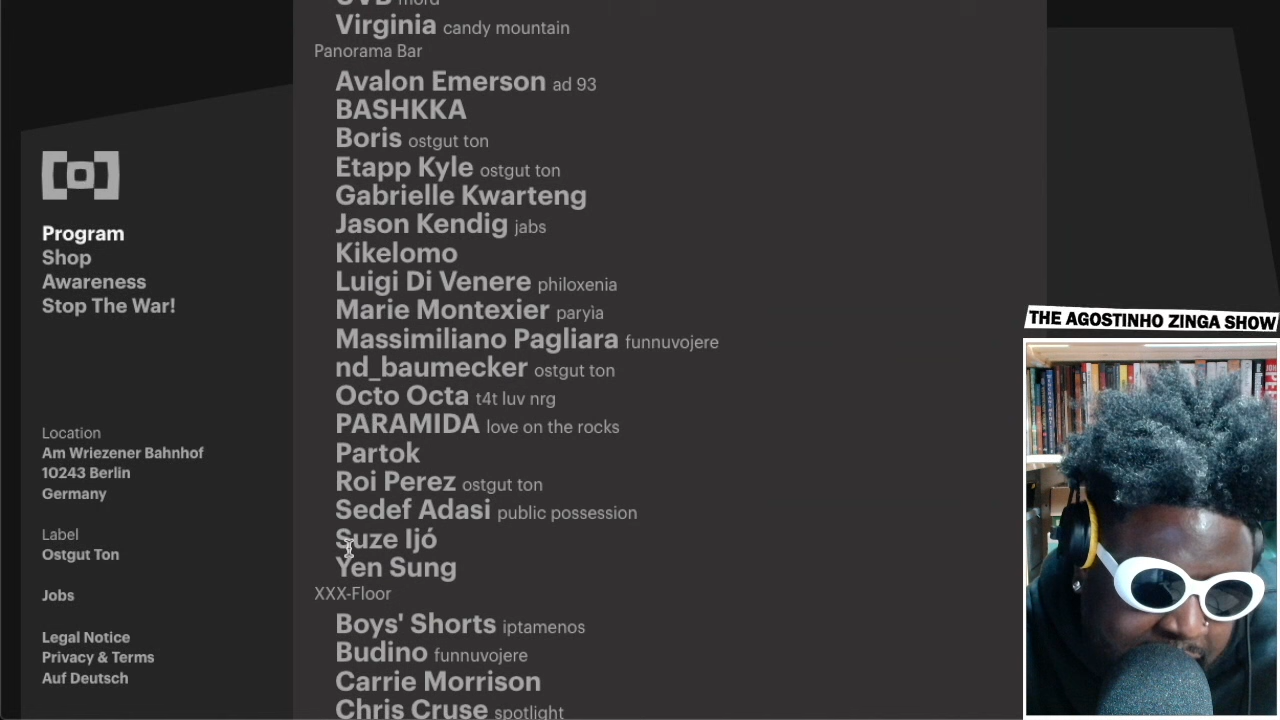 Virginia candy mountain
Panorama Bar
Avalon Emerson ad 93
BASHKKA
Boris ostgut ton
Etapp Kyle ostgut ton
Gabrielle Kwarteng
Jason Kendig jabs
Kikelomo
Luigi Di Venere philoxenia
Marie Montexier paryìa
Massimiliano Pagliara funnuvojere
nd_baumecker ostgut ton
Octo Octa t4t luv nrg
PARAMIDA love on the rocks
Partok
Roi Perez ostgut ton
Sedef Adasi public possession
Suze Ijó
Yen Sung
XXX-Floor
Boys' Shorts iptamenos
Budino funnuvojere
Carrie Morrison
Chris Cruse spotlight
Program
Shop
Awareness
Stop The War!
Location
Am Wriezener Bahnhof
10243 Berlin
Germany
Label
Ostgut Ton
Jobs
Legal Notice
Privacy & Terms
Auf Deutsch
THE AGOSTINHO ZINGA SHOW